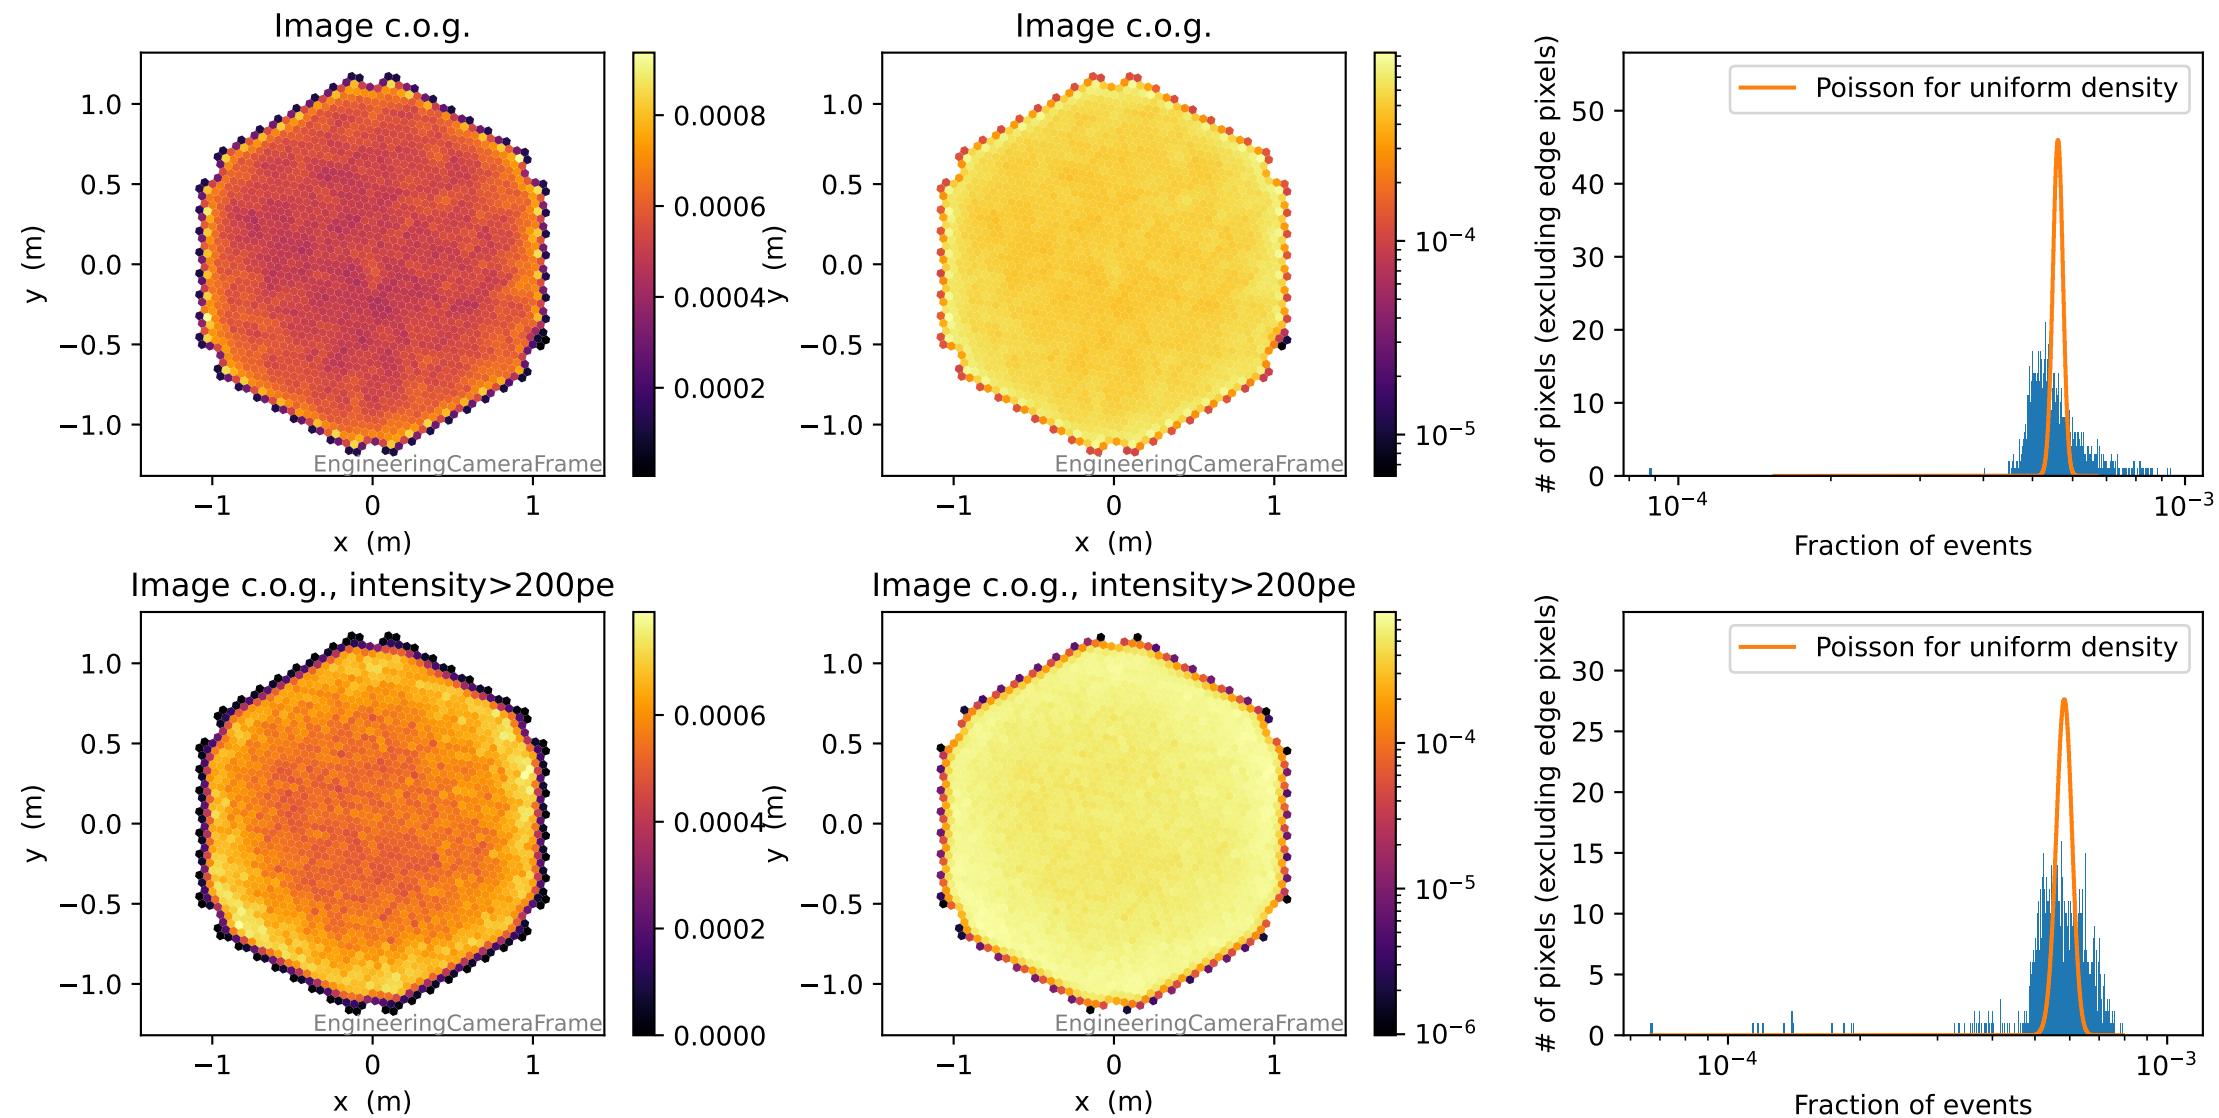 Image c.o.g.
y (m)
1.0
0.5
0.0
−0.5
−1.0
−1
0
1
x (m)
EngineeringCameraFrame
0.0008
0.0006
0.0004
0.0002
Image c.o.g.
y (m)
1.0
0.5
0.0
−0.5
−1.0
−1
0
1
x (m)
EngineeringCameraFrame
10⁻⁴
10⁻⁵
# of pixels (excluding edge pixels)
50
40
30
20
10
0
Poisson for uniform density
10⁻⁴
10⁻³
Fraction of events
Image c.o.g., intensity>200pe
y (m)
1.0
0.5
0.0
−0.5
−1.0
−1
0
1
x (m)
EngineeringCameraFrame
0.0006
0.0004
0.0002
0.0000
Image c.o.g., intensity>200pe
y (m)
1.0
0.5
0.0
−0.5
−1.0
−1
0
1
x (m)
EngineeringCameraFrame
10⁻⁴
10⁻⁵
10⁻⁶
# of pixels (excluding edge pixels)
30
25
20
15
10
5
0
Poisson for uniform density
10⁻⁴
10⁻³
Fraction of events